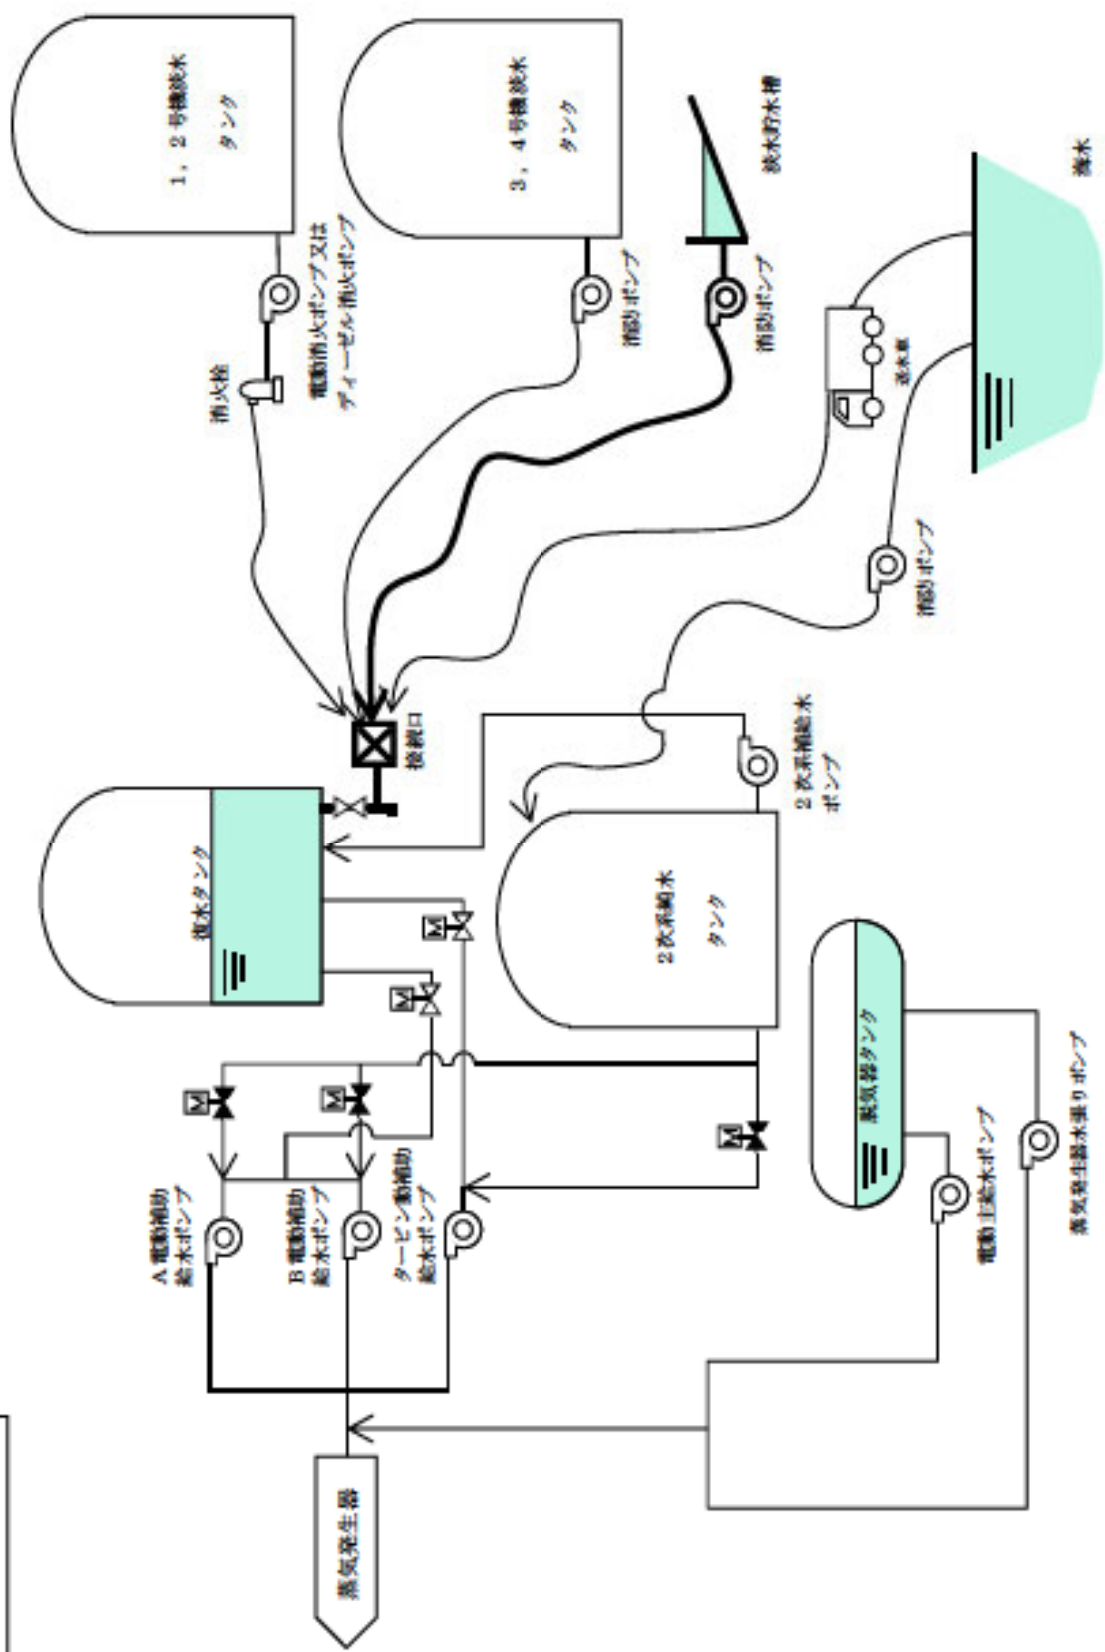 蒸気発生器
A電動補助
給水ポンプ
B電動補助
給水ポンプ
タービン動補助
給水ポンプ
M
M
M
M
M
復水タンク
接続口
消火栓
電動消火ポンプ又は
ディーゼル消火ポンプ
1,2号機淡水
タンク
3,4号機淡水
タンク
消防ポンプ
淡水貯水槽
消防ポンプ
送水車
海水
消防ポンプ
2次系補給水
ポンプ
2次系純水
タンク
脱気器タンク
電動主給水ポンプ
蒸気発生器水張りポンプ